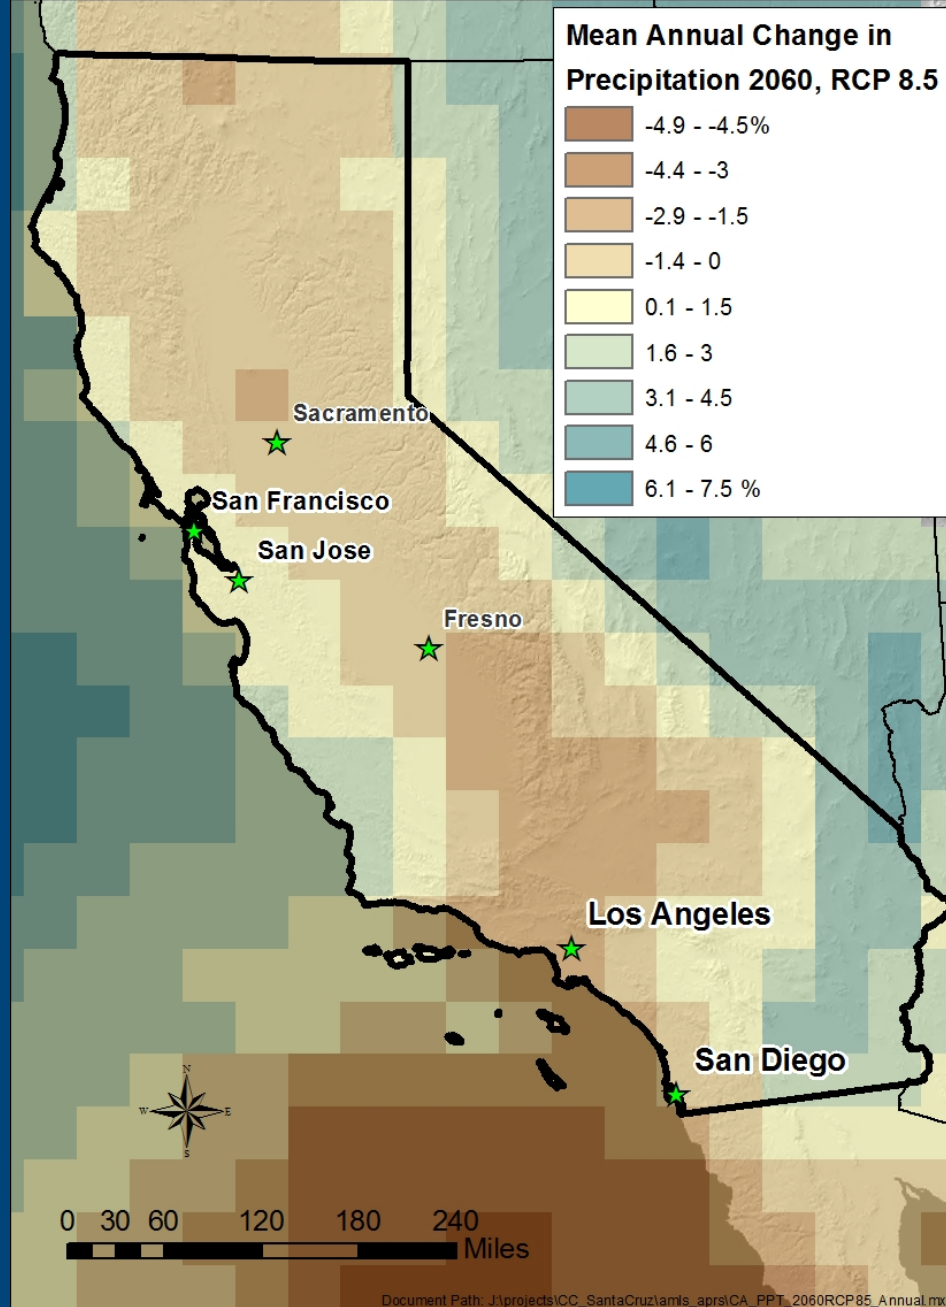 Mean Annual Change in
Precipitation 2060, RCP 8.5
-4.9 - -4.5%
-4.4 - -3
-2.9 - -1.5
-1.4 - 0
0.1 - 1.5
1.6 - 3
3.1 - 4.5
4.6 - 6
6.1 - 7.5 %
Sacramento
San Francisco
San Jose
Fresno
Los Angeles
San Diego
N
W E
S
0 30 60 120 180 240
Miles
Document Path: J:\projects\CC_SantaCruz\amls_aprs\CA_PPT_2060RCP85_Annual.mx